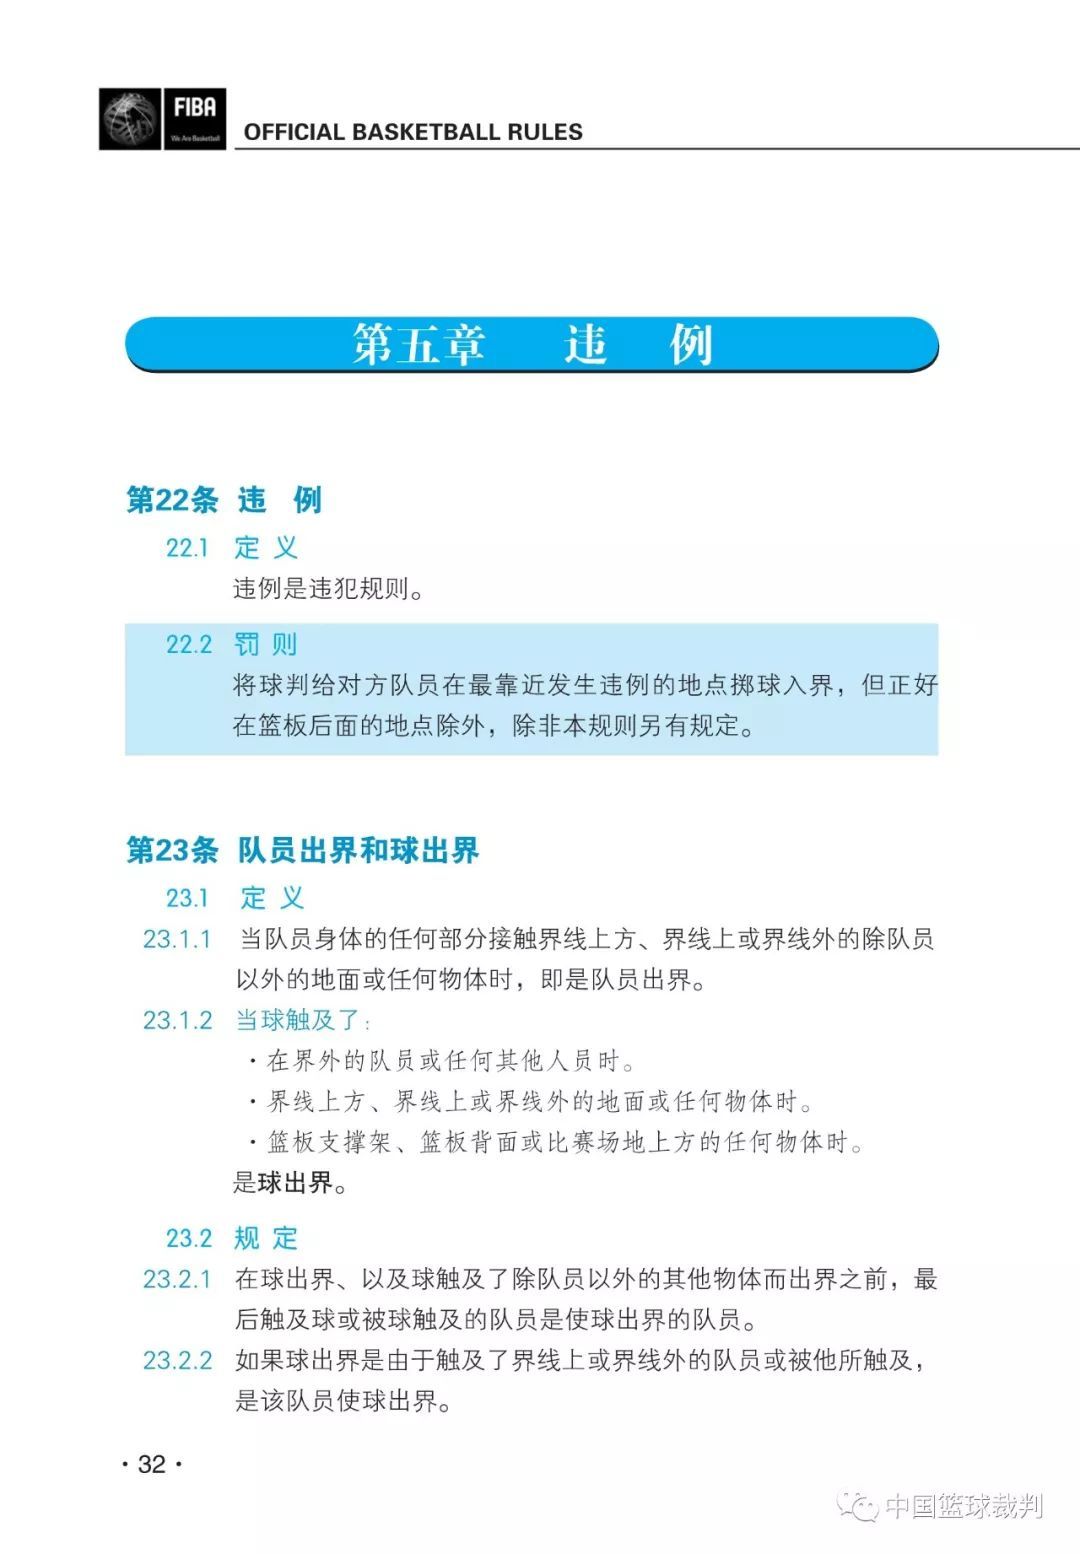 FIBA
We Are Basketball
OFFICIAL BASKETBALL RULES
第五章 违 例
第22条 违 例
22.1 定 义
违例是违犯规则。
22.2 罚 则
将球判给对方队员在最靠近发生违例的地点掷球入界，但正好
在篮板后面的地点除外，除非本规则另有规定。
第23条 队员出界和球出界
23.1 定 义
23.1.1 当队员身体的任何部分接触界线上方、界线上或界线外的除队员
以外的地面或任何物体时，即是队员出界。
23.1.2 当球触及了：
·在界外的队员或任何其他人员时。
·界线上方、界线上或界线外的地面或任何物体时。
·篮板支撑架、篮板背面或比赛场地上方的任何物体时。
是球出界。
23.2 规 定
23.2.1 在球出界、以及球触及了除队员以外的其他物体而出界之前，最
后触及球或被球触及的队员是使球出界的队员。
23.2.2 如果球出界是由于触及了界线上或界线外的队员或被他所触及，
是该队员使球出界。
·32·
中国篮球裁判